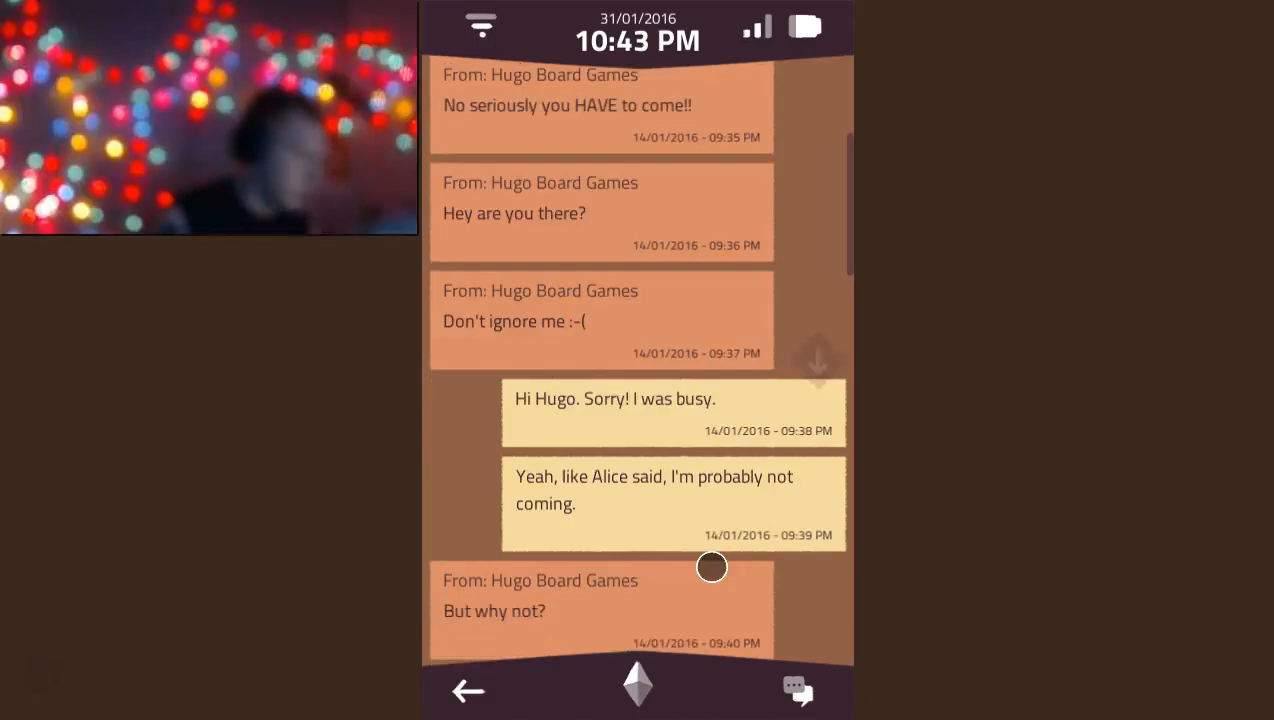 31/01/2016
10:43 PM
From: Hugo Board Games
No seriously you HAVE to come!!
14/01/2016 - 09:35 PM
From: Hugo Board Games
Hey are you there?
14/01/2016 - 09:36 PM
From: Hugo Board Games
Don't ignore me :-(
14/01/2016 - 09:37 PM
Hi Hugo. Sorry! I was busy.
14/01/2016 - 09:38 PM
Yeah, like Alice said, I'm probably not
coming.
14/01/2016 - 09:39 PM
From: Hugo Board Games
But why not?
14/01/2016 - 09:40 PM